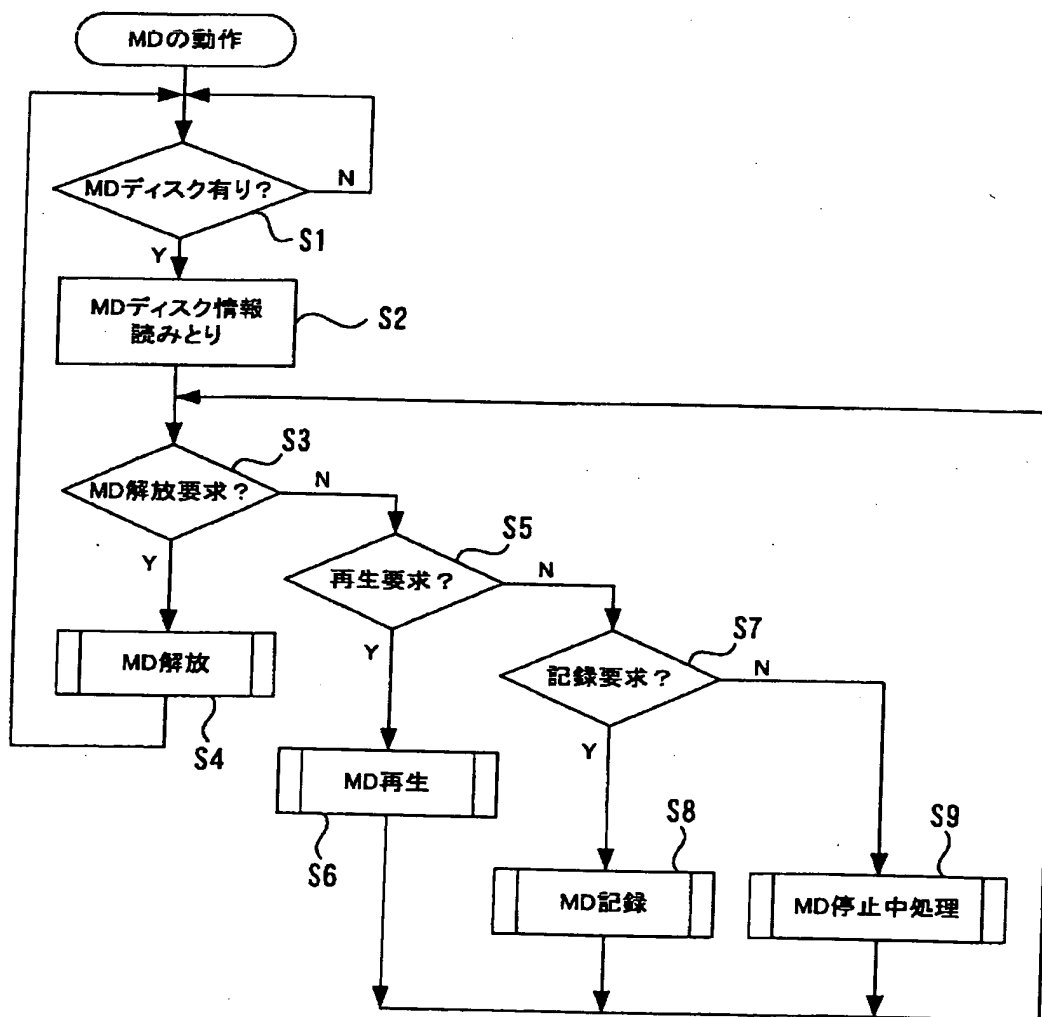 MDの動作
MDディスク有り？
N
S1
Y
MDディスク情報
読みとり
S2
S3
MD解放要求？
N
Y
S5
再生要求？
N
Y
S7
記録要求？
N
Y
MD解放
S4
MD再生
S6
S8
MD記録
S9
MD停止中処理